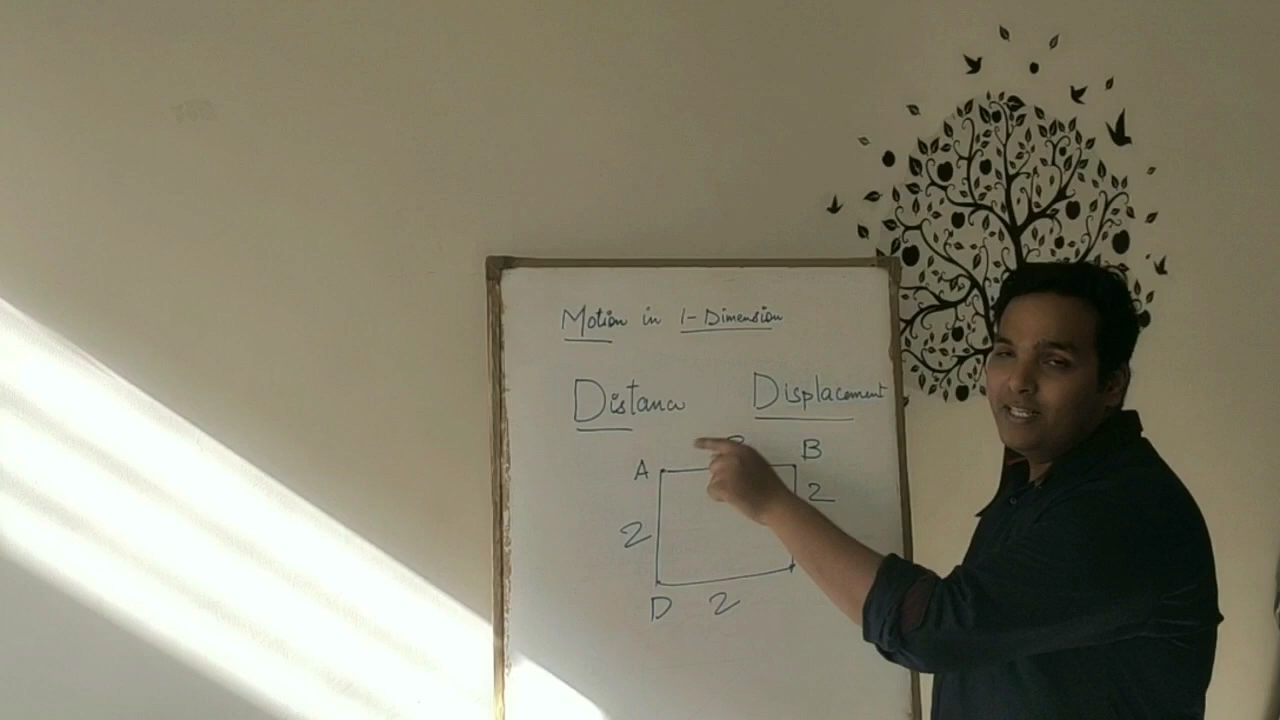 Motion in 1-Dimension
Distance Displacement
A B
2 2
D 2